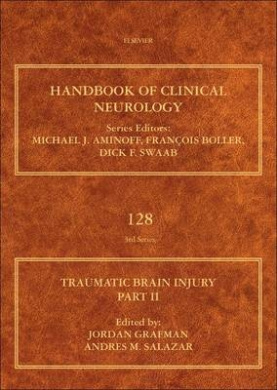 ELSEVIER
HANDBOOK OF CLINICAL
NEUROLOGY
Series Editors:
MICHAEL J. AMINOFF, FRANÇOIS BOLLER,
DICK F. SWAAB
128
3rd Series
TRAUMATIC BRAIN INJURY
PART II
Edited by:
JORDAN GRAFMAN
ANDRES M. SALAZAR